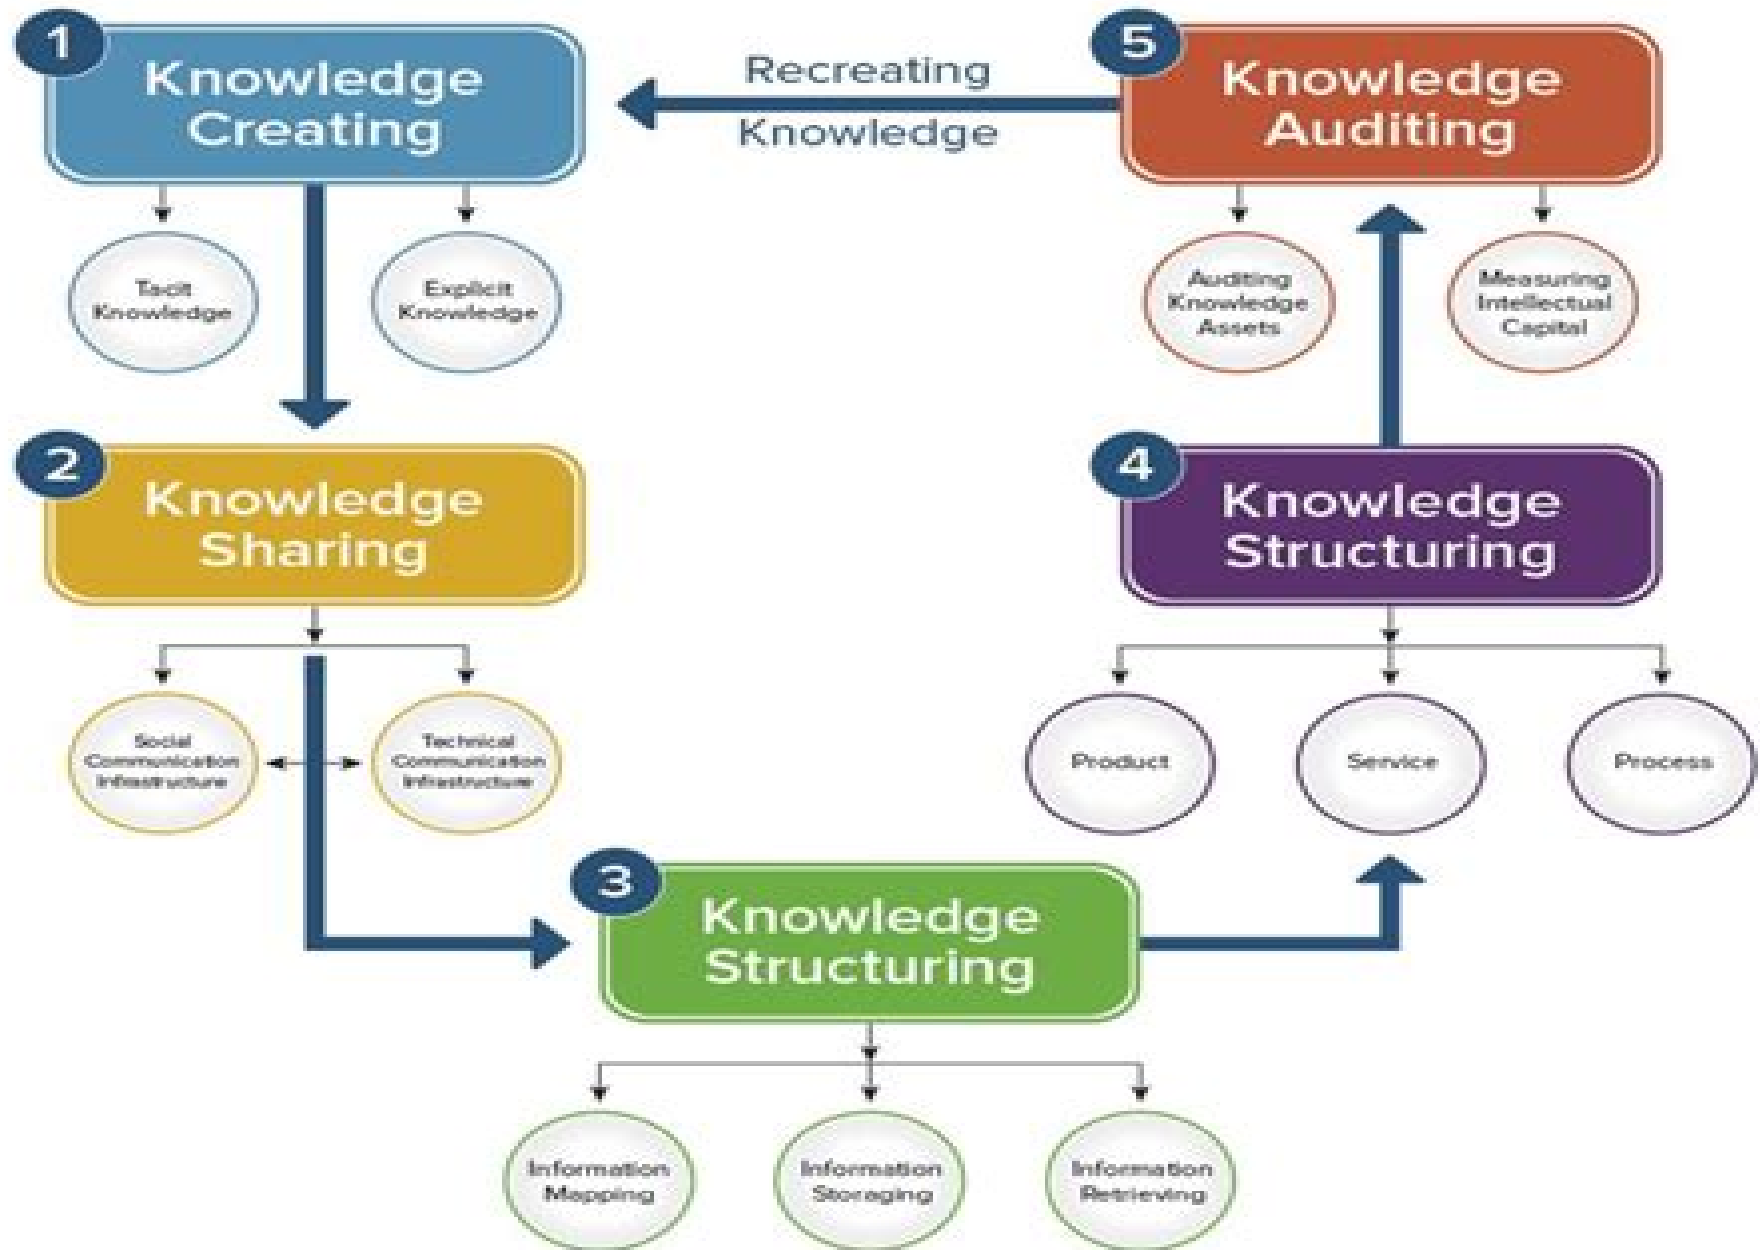 1
Knowledge
Creating
Tacit
Knowledge
Explicit
Knowledge
Recreating
Knowledge
5
Knowledge
Auditing
Auditing
Knowledge
Assets
Measuring
Intellectual
Capital
2
Knowledge
Sharing
Social
Communication
Infrastructure
Technical
Communication
Infrastructure
4
Knowledge
Structuring
Product
Service
Process
3
Knowledge
Structuring
Information
Mapping
Information
Storaging
Information
Retrieving